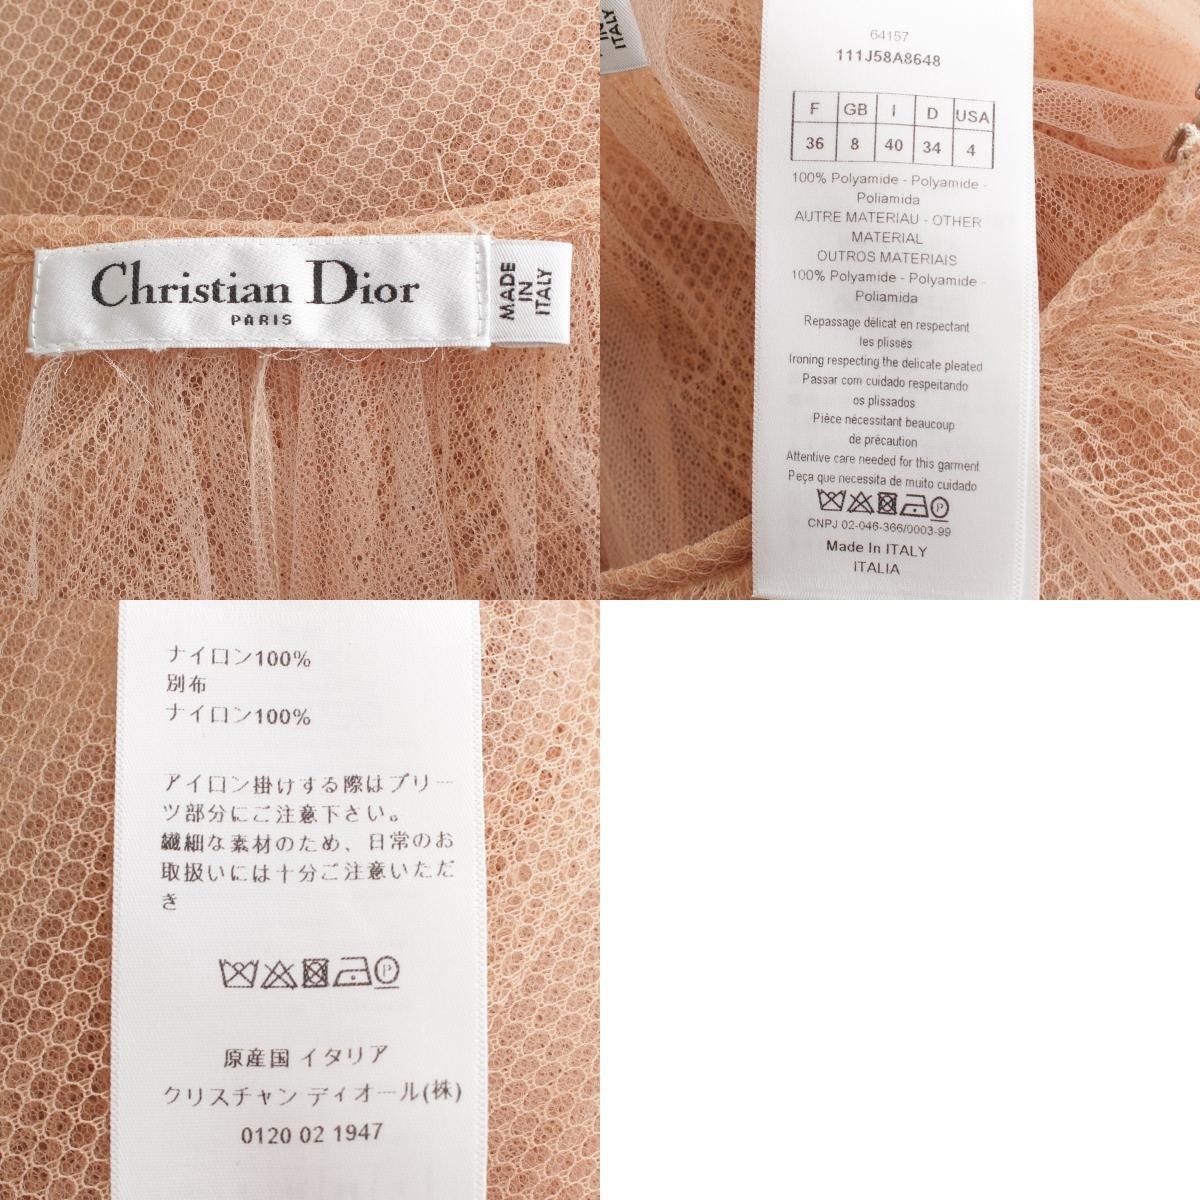 Christian Dior
PARIS
MADE
IN
ITALY
ITALY
64157
111J58A8648
F GB I D USA
36 8 40 34 4
100% Polyamide - Polyamide -
Poliamida
AUTRE MATERIAU - OTHER
MATERIAL
OUTROS MATERIAIS
100% Polyamide - Polyamide -
Poliamida
Repassage délicat en respectant
les plissés
Ironing respecting the delicate pleated
Passar com cuidado respeitando
os plissados
Pièce nécessitant beaucoup
de précaution
Attentive care needed for this garment
Peça que necessita de muito cuidado
P
CNPJ 02-046-366/0003-99
Made In ITALY
ITALIA
ナイロン100%
別布
ナイロン100%
アイロン掛けする際はプリー
ツ部分にご注意下さい。
繊細な素材のため、日常のお
取扱いには十分ご注意いただ
き
P
原産国 イタリア
クリスチャン ディオール(株)
0120 02 1947